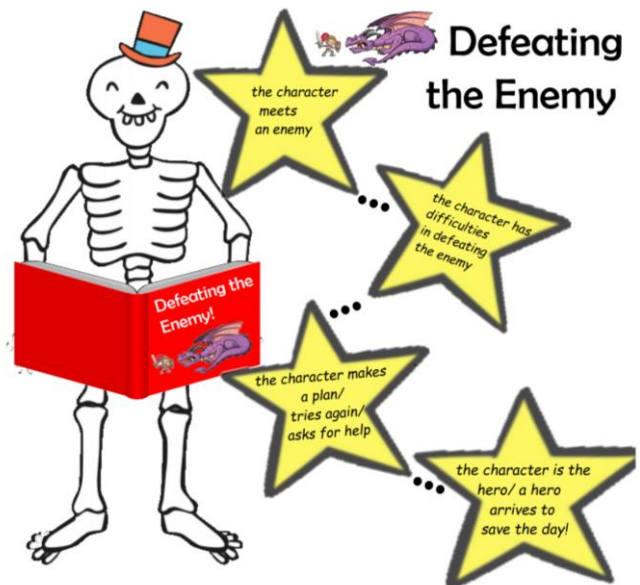 Defeating
the Enemy
the character
meets
an enemy
the character has
difficulties
in defeating
the enemy
Defeating the
Enemy!
the character makes
a plan/
tries again/
asks for help
the character is the
hero/ a hero
arrives to
save the day!